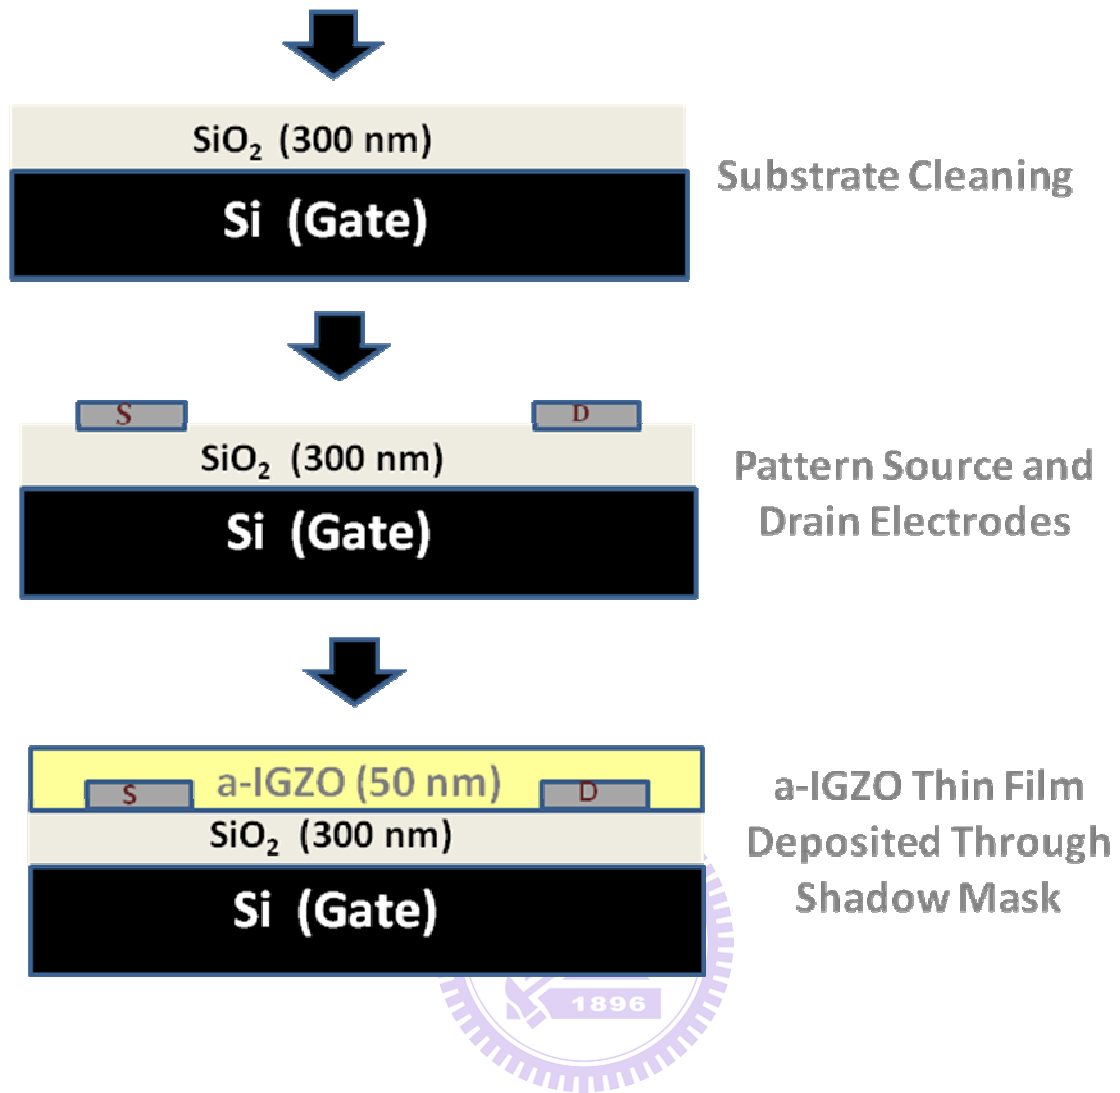 SiO₂ (300 nm)
Si (Gate)
Substrate Cleaning
S
D
SiO₂ (300 nm)
Si (Gate)
Pattern Source and
Drain Electrodes
a-IGZO (50 nm)
S
D
SiO₂ (300 nm)
Si (Gate)
a-IGZO Thin Film
Deposited Through
Shadow Mask
1896